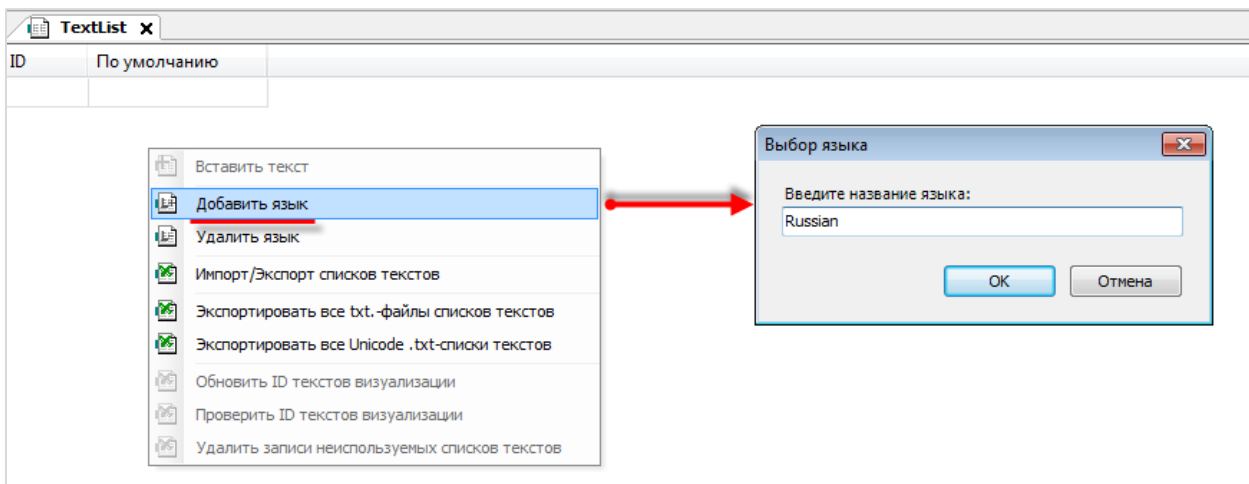 TextList x
ID По умолчанию
Вставить текст
Добавить язык
Удалить язык
Импорт/Экспорт списков текстов
Экспортировать все txt.-файлы списков текстов
Экспортировать все Unicode .txt-списки текстов
Обновить ID текстов визуализации
Проверить ID текстов визуализации
Удалить записи неиспользуемых списков текстов
Выбор языка
Введите название языка:
Russian
OK Отмена